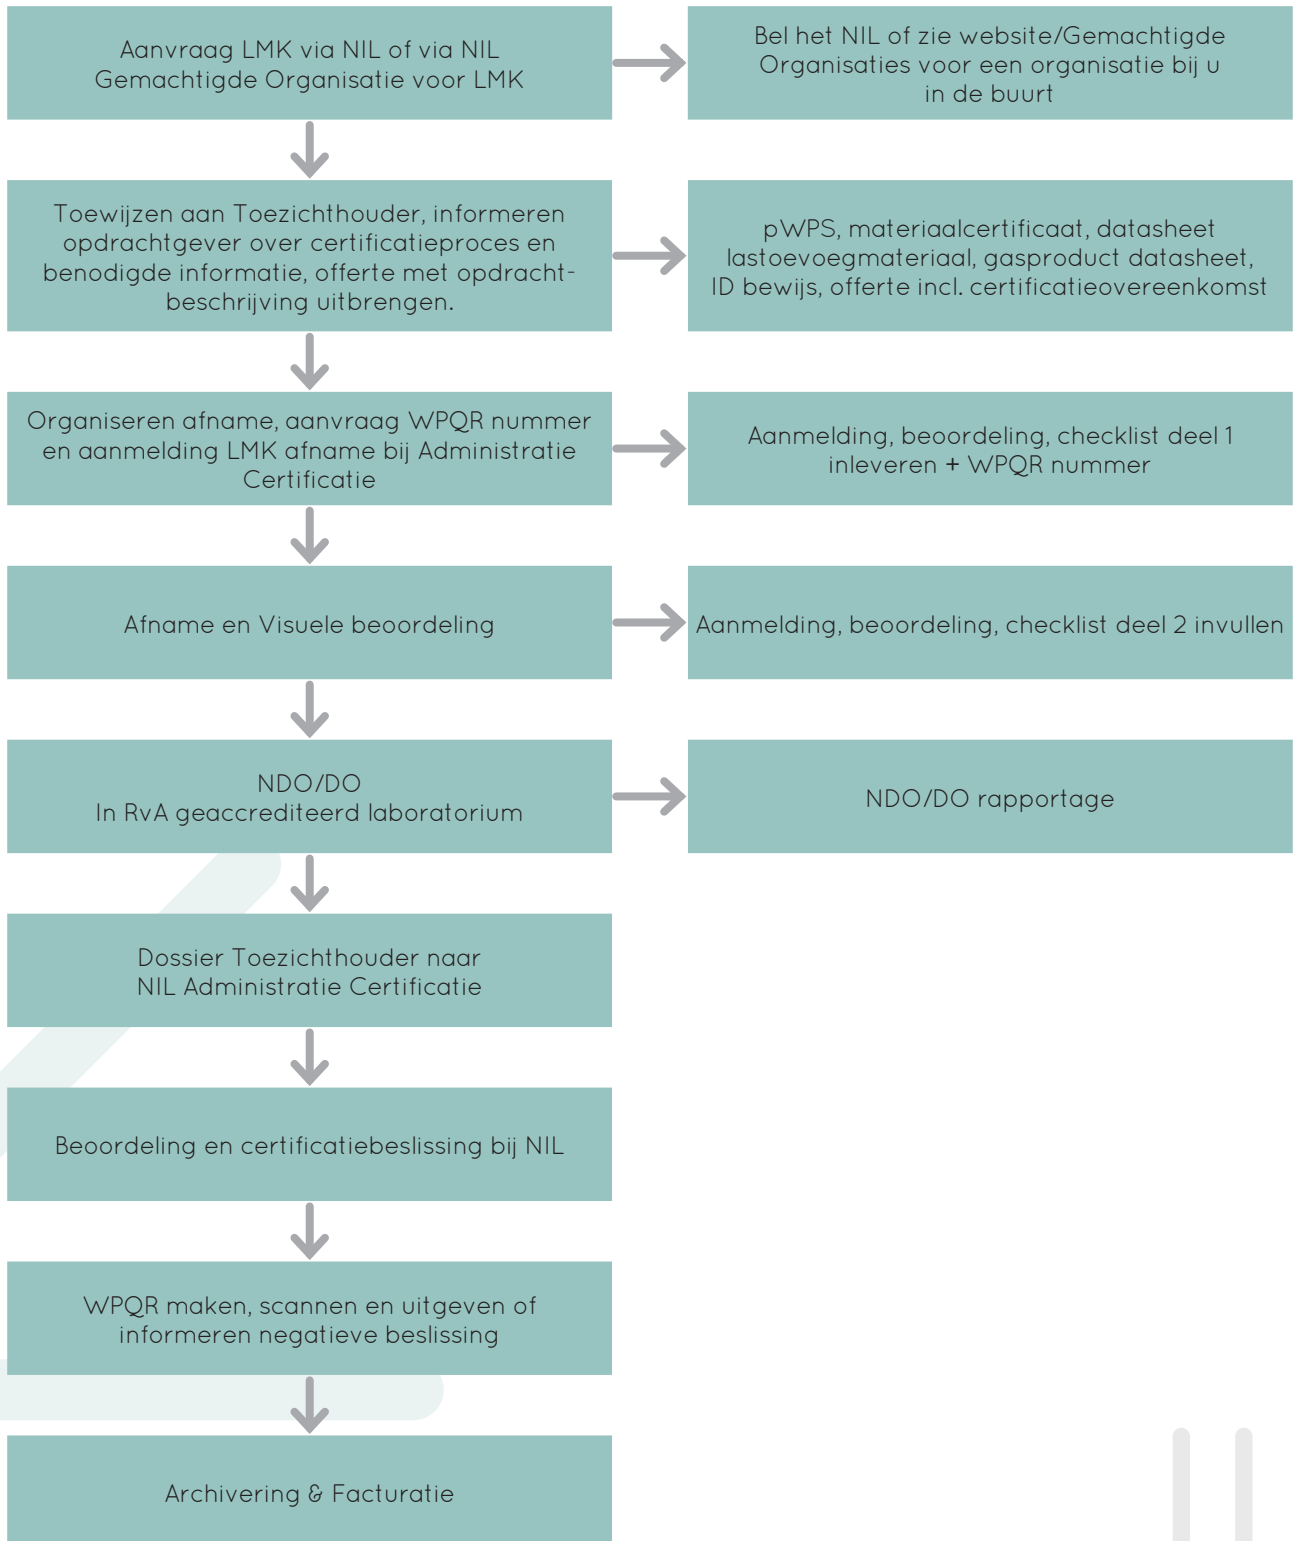 Aanvraag LMK via NIL of via NIL
Gemachtigde Organisatie voor LMK
Bel het NIL of zie website/Gemachtigde
Organisaties voor een organisatie bij u
in de buurt
Toewijzen aan Toezichthouder, informeren
opdrachtgever over certificatieproces en
benodigde informatie, offerte met opdracht-
beschrijving uitbrengen.
pWPS, materiaalcertificaat, datasheet
lastoevoegmateriaal, gasproduct datasheet,
ID bewijs, offerte incl. certificatieovereenkomst
Organiseren afname, aanvraag WPQR nummer
en aanmelding LMK afname bij Administratie
Certificatie
Aanmelding, beoordeling, checklist deel 1
inleveren + WPQR nummer
Afname en Visuele beoordeling
Aanmelding, beoordeling, checklist deel 2 invullen
NDO/DO
In RvA geaccrediteerd laboratorium
NDO/DO rapportage
Dossier Toezichthouder naar
NIL Administratie Certificatie
Beoordeling en certificatiebeslissing bij NIL
WPQR maken, scannen en uitgeven of
informeren negatieve beslissing
Archivering & Facturatie